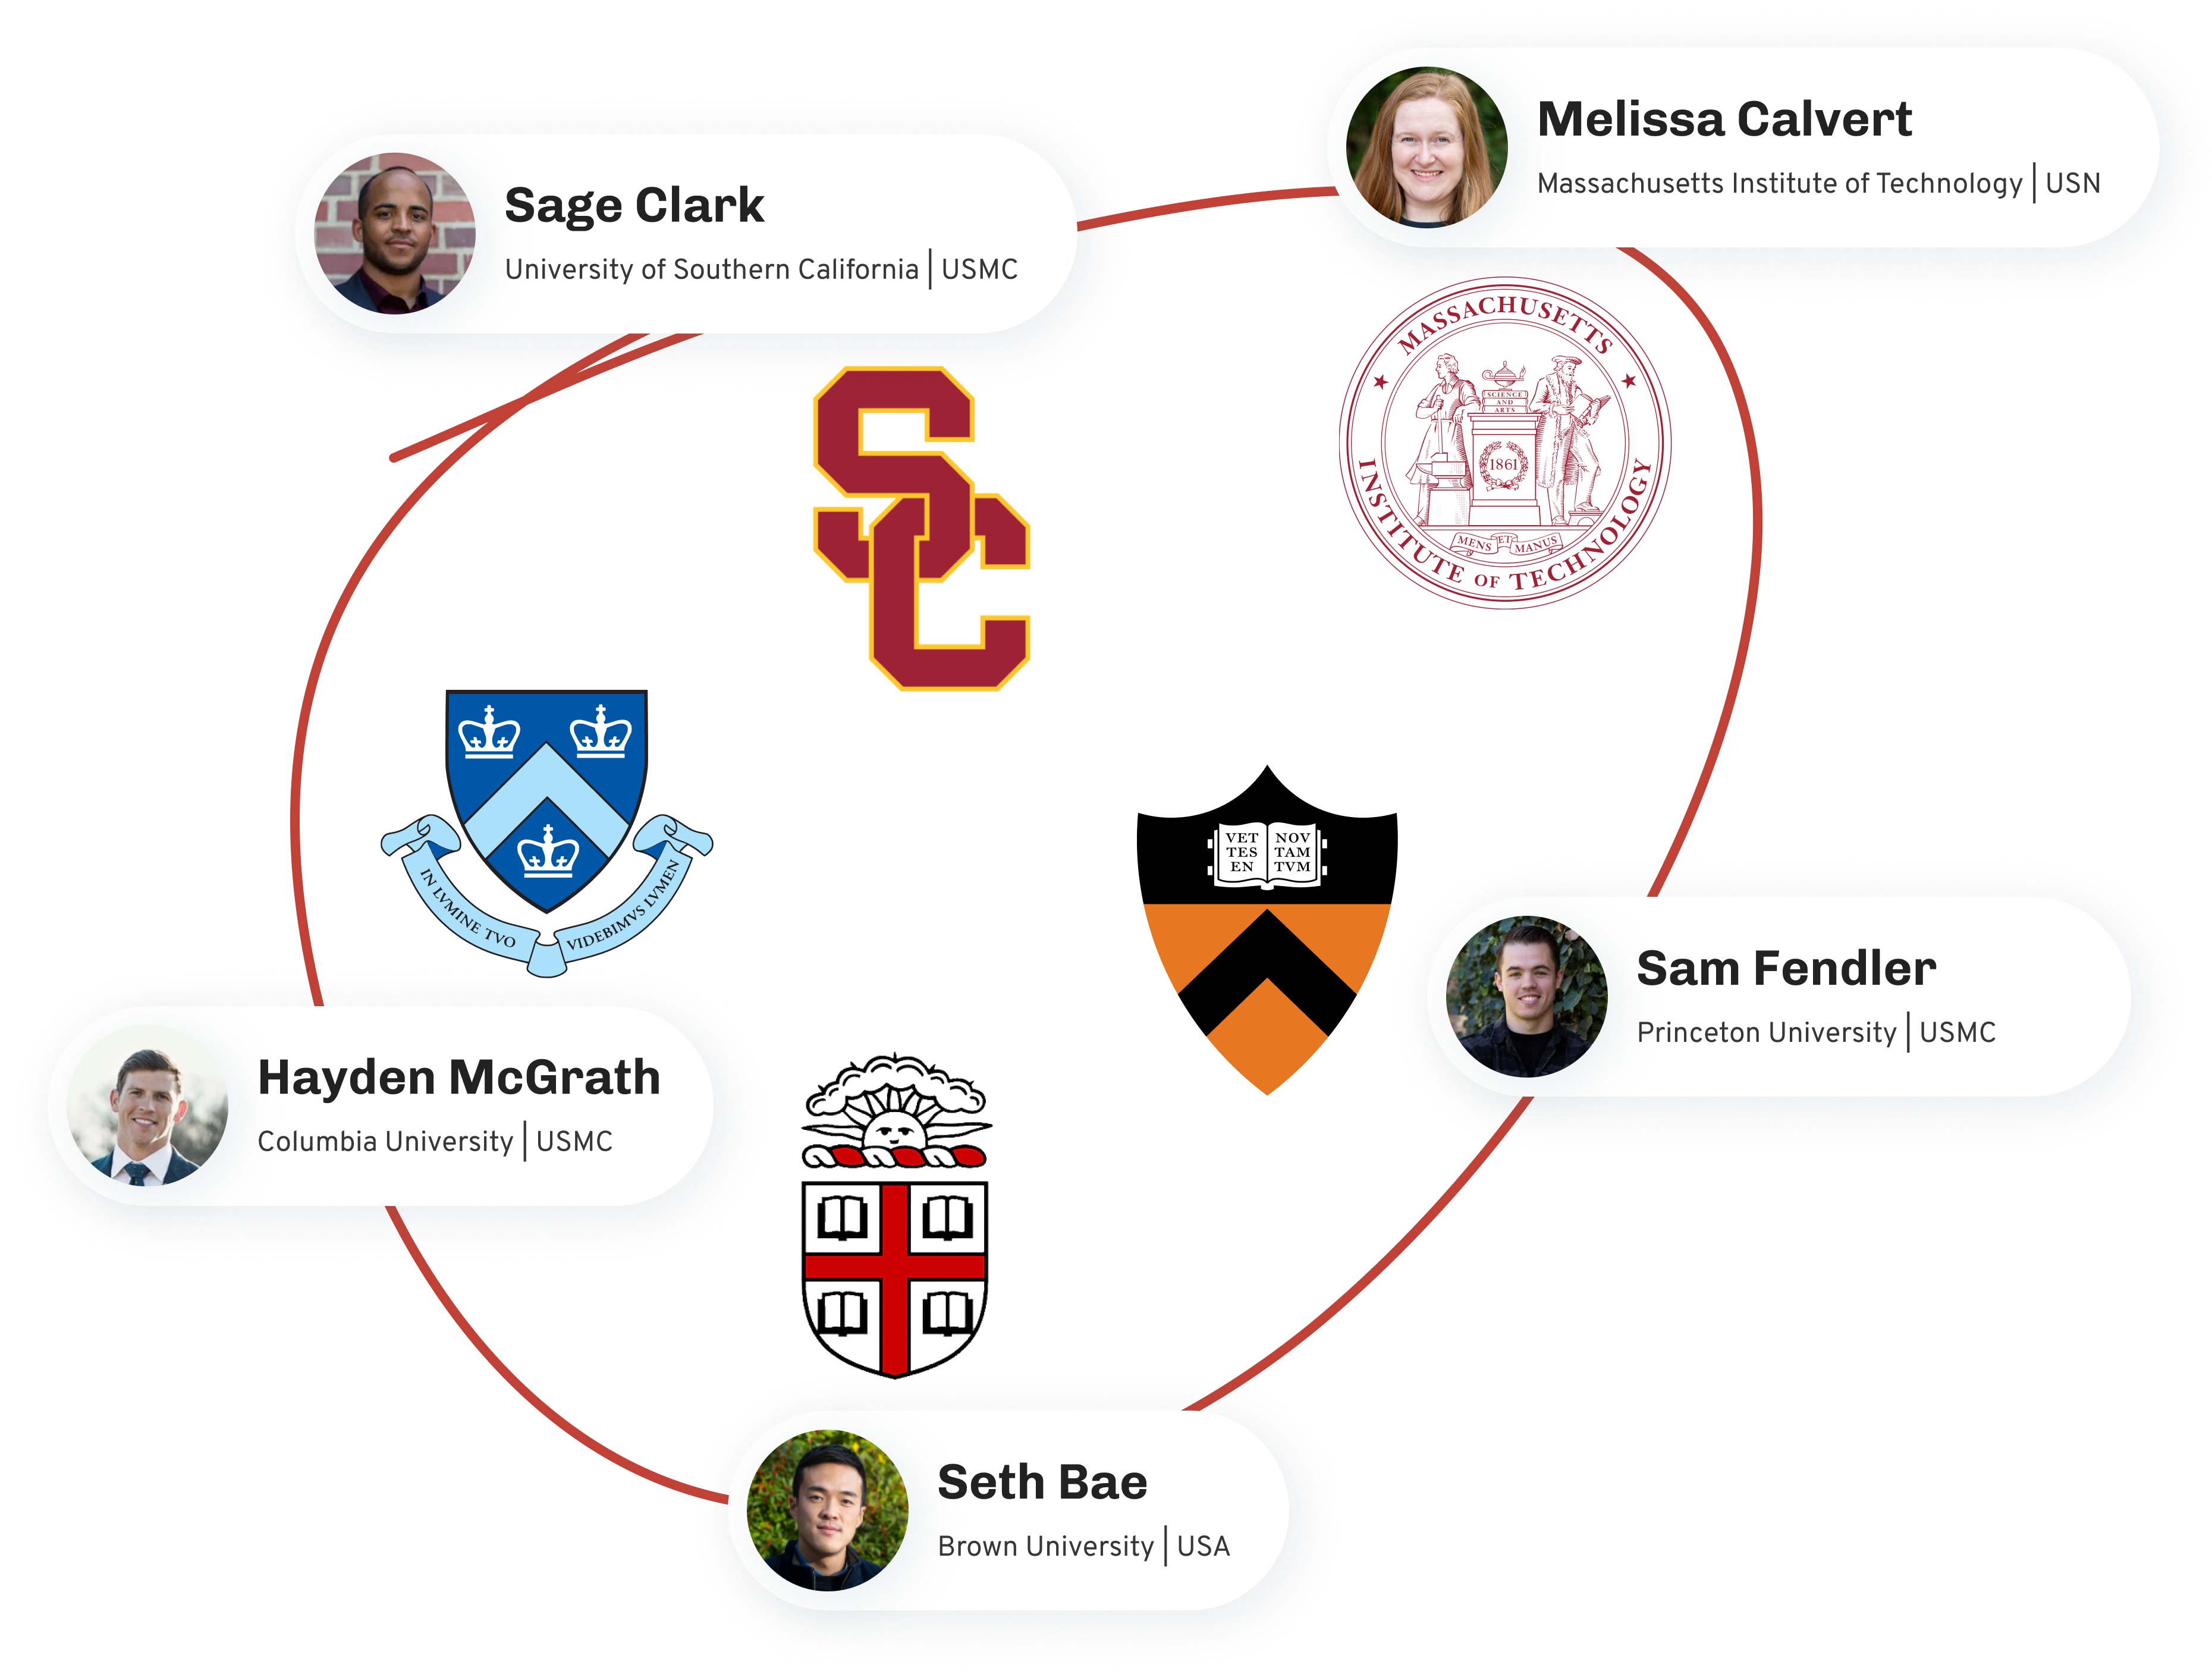 Melissa Calvert
Massachusetts Institute of Technology | USN
Sage Clark
University of Southern California | USMC
MASSACHUSETTS
INSTITUTE OF TECHNOLOGY
SCIENCE
AND
ARTS
1861
MENS ET MANUS
SC
IN LVMINE TVO
VIDEBIMVS LVMEN
VET NOV
TES TAM
EN TVM
Sam Fendler
Princeton University | USMC
Hayden McGrath
Columbia University | USMC
Seth Bae
Brown University | USA